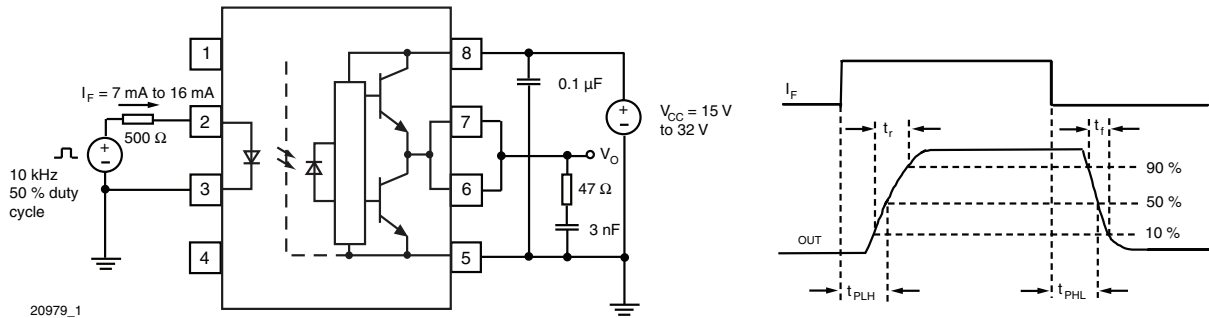 1
8
I_F = 7 mA to 16 mA
0.1 µF
2
7
500 Ω
+
–
V_CC = 15 V
to 32 V
V_O
+
–
10 kHz
50 % duty
cycle
3
6
47 Ω
4
5
3 nF
20979_1
I_F
t_r
t_f
90 %
50 %
10 %
OUT
t_PLH
t_PHL